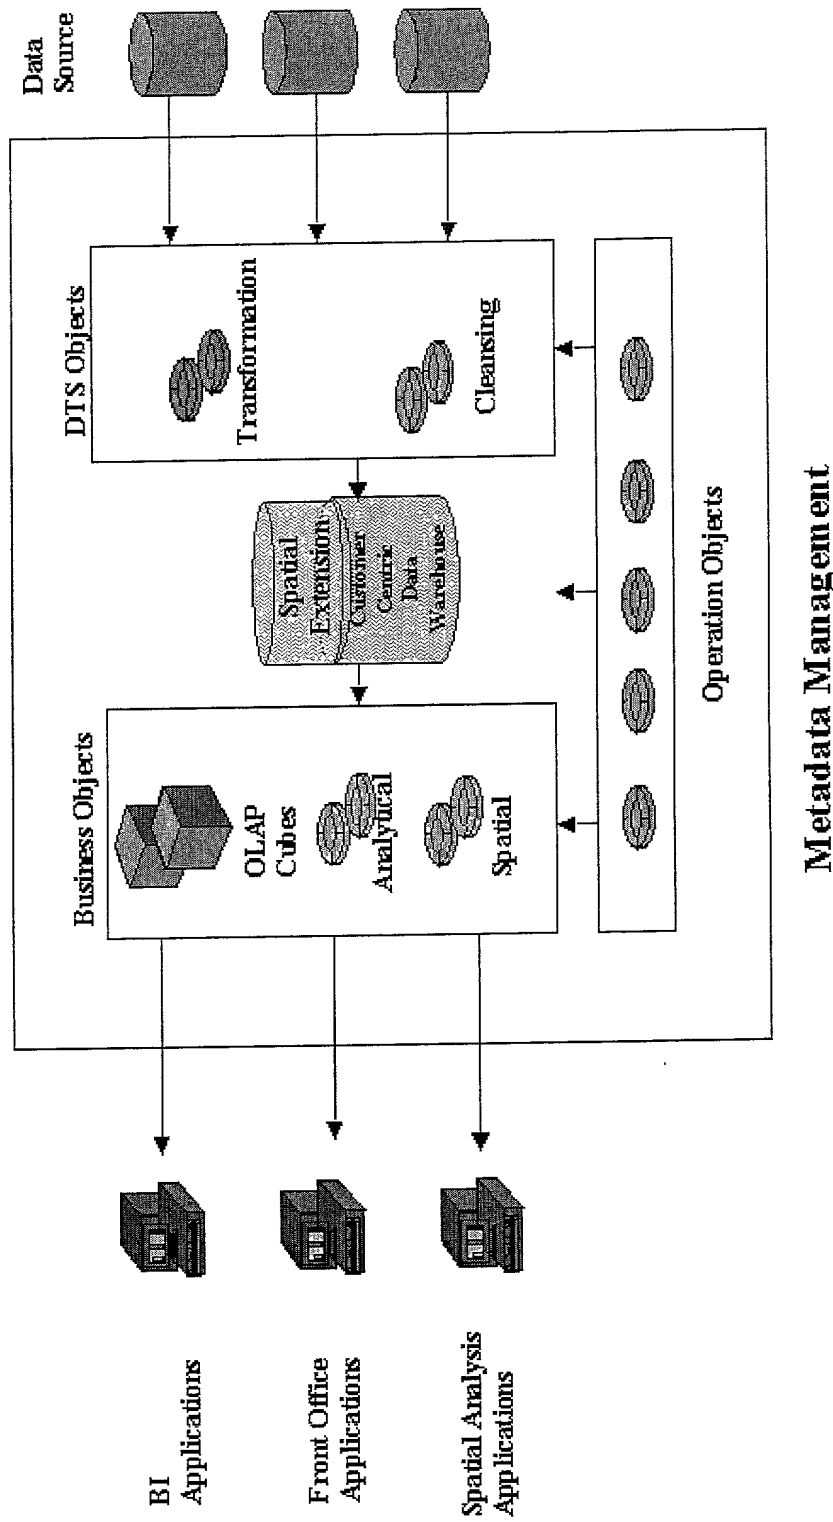 Data
Source
DTS Objects
Transformation
Cleansing
Spatial
Extension
Customer
Centric
Data
Warehouse
Business Objects
OLAP
Cubes
Analytical
Spatial
Operation Objects
Metadata Management
BI
Applications
Front Office
Applications
Spatial Analysis
Applications